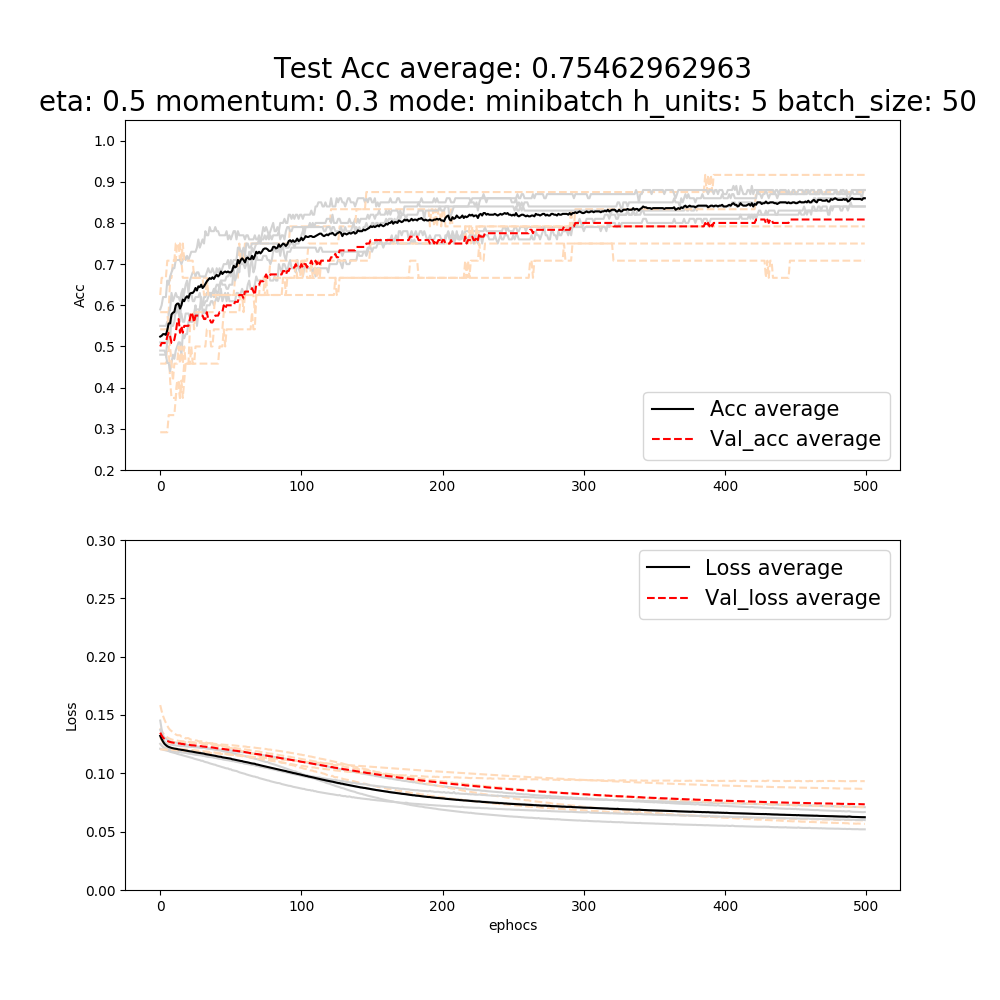 Test Acc average: 0.75462962963
eta: 0.5 momentum: 0.3 mode: minibatch h_units: 5 batch_size: 50
1.0
0.9
0.8
0.7
0.6
0.5
0.4
0.3
0.2
Acc
Acc average
Val_acc average
0 100 200 300 400 500
0.30
0.25
0.20
0.15
0.10
0.05
0.00
Loss
Loss average
Val_loss average
0 100 200 300 400 500
ephocs